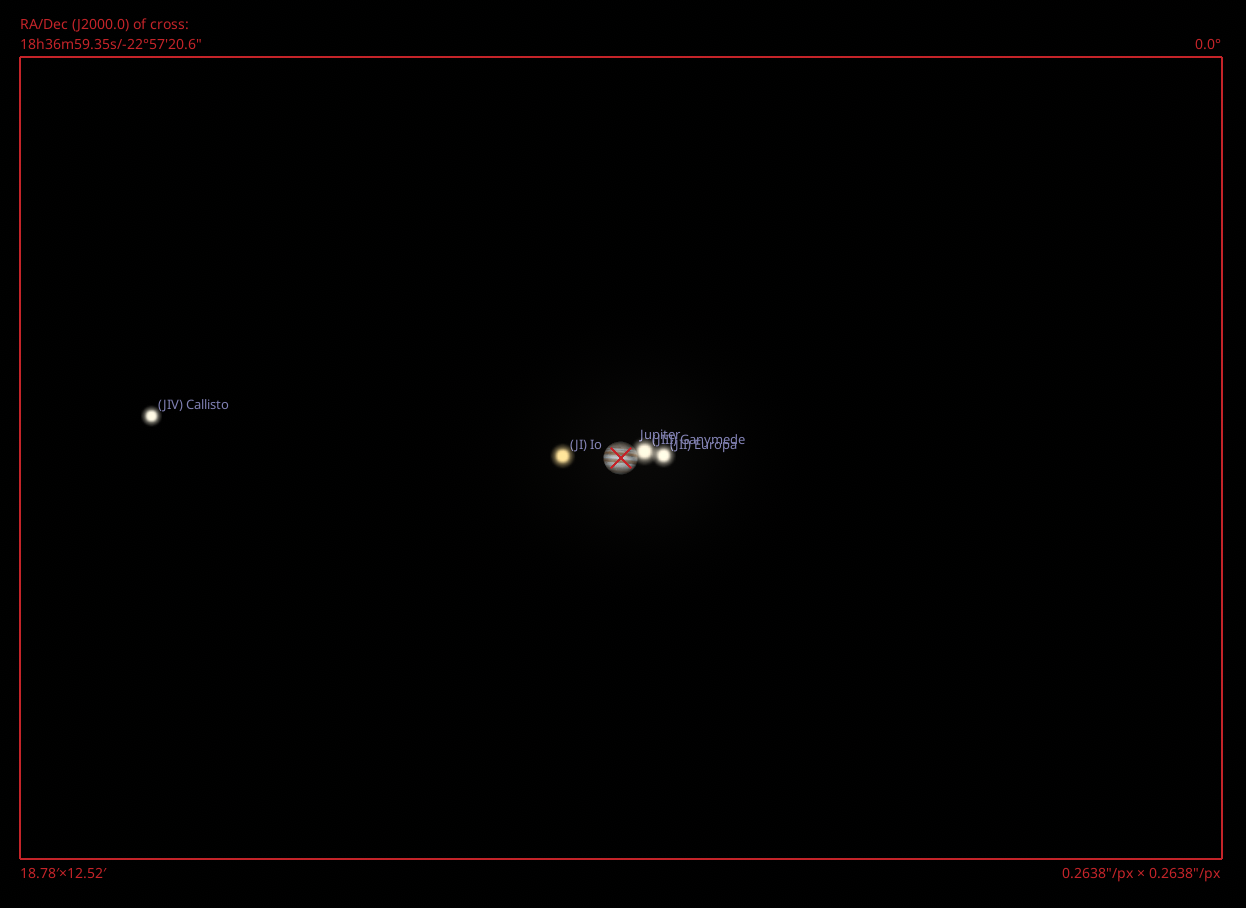 RA/Dec (J2000.0) of cross:
18h36m59.35s/-22°57'20.6"
0.0°
(JIV) Callisto
Jupiter
(JIII) Ganymede
(JI) Io
(JII) Europa
18.78′×12.52′
0.2638"/px × 0.2638"/px